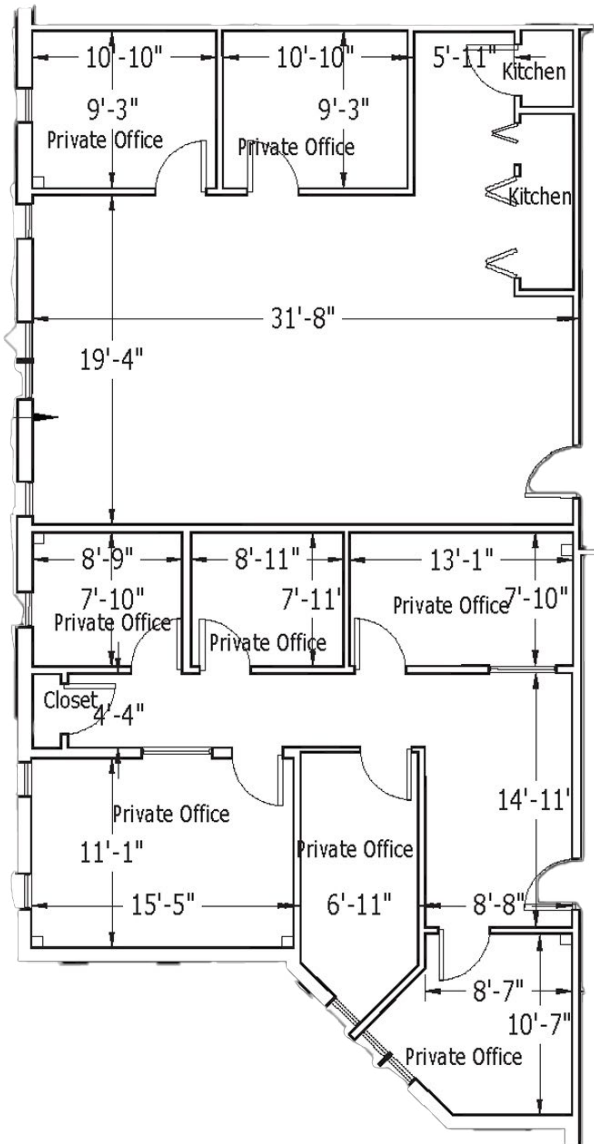 10'-10"
10'-10"
5'-11"
Kitchen
9'-3"
9'-3"
Private Office
Private Office
Kitchen
31'-8"
19'-4"
8'-9"
8'-11"
13'-1"
7'-10"
7'-11'
7'-10"
Private Office
Private Office
Private Office
Closet
4'-4"
14'-11'
Private Office
11'-1"
Private Office
15'-5"
6'-11"
8'-8"
8'-7"
10'-7"
Private Office